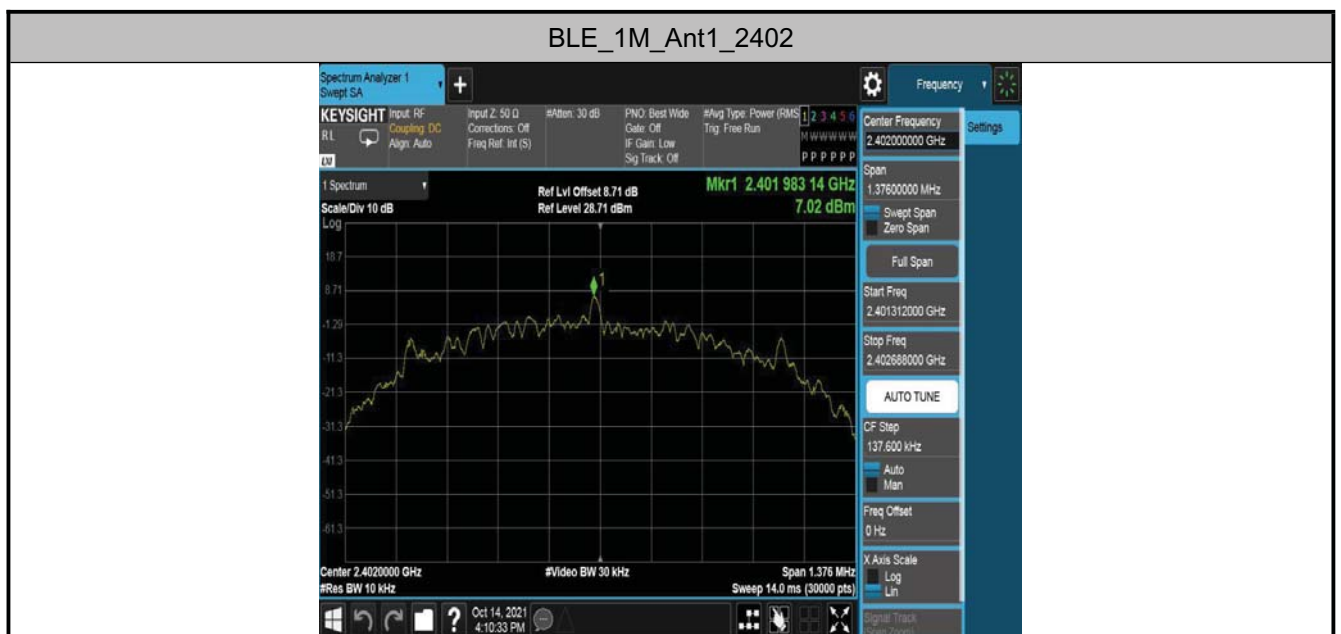 BLE_1M_Ant1_2402
Spectrum Analyzer 1
Swept SA
+
Frequency
KEYSIGHT
Input: RF
Coupling: DC
Align: Auto
RL
LXI
Input Z: 50 Ω
Corrections: Off
Freq Ref: Int (S)
#Atten: 30 dB
PNO: Best Wide
Gate: Off
IF Gain: Low
Sig Track: Off
#Avg Type: Power (RMS
Trig: Free Run
1 2 3 4 5 6
M W W W W W
P P P P P P
Center Frequency
2.402000000 GHz
Settings
Span
1.37600000 MHz
Swept Span
Zero Span
Full Span
Start Freq
2.401312000 GHz
Stop Freq
2.402688000 GHz
AUTO TUNE
CF Step
137.600 kHz
Auto
Man
Freq Offset
0 Hz
X Axis Scale
Log
Lin
Signal Track
(Span Zoom)
1 Spectrum
Scale/Div 10 dB
Ref Lvl Offset 8.71 dB
Ref Level 28.71 dBm
Mkr1 2.401 983 14 GHz
7.02 dBm
Log
18.7
8.71
-1.29
-11.3
-21.3
-31.3
-41.3
-51.3
-61.3
1
Center 2.4020000 GHz
#Video BW 30 kHz
Span 1.376 MHz
#Res BW 10 kHz
Sweep 14.0 ms (30000 pts)
?
Oct 14, 2021
4:10:33 PM